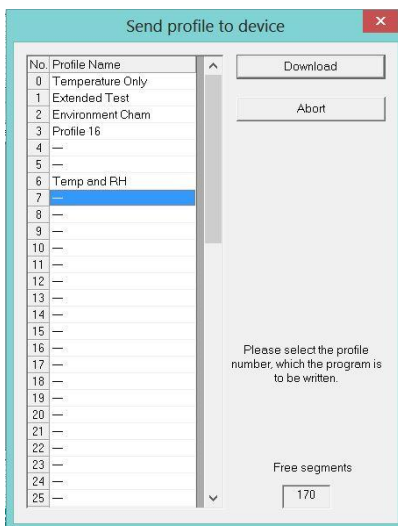 Send profile to device
No. Profile Name
0 Temperature Only
1 Extended Test
2 Environment Cham
3 Profile 16
4 —
5 —
6 Temp and RH
7 —
8 —
9 —
10 —
11 —
12 —
13 —
14 —
15 —
16 —
17 —
18 —
19 —
20 —
21 —
22 —
23 —
24 —
25 —
Download
Abort
Please select the profile
number, which the program is
to be written.
Free segments
170